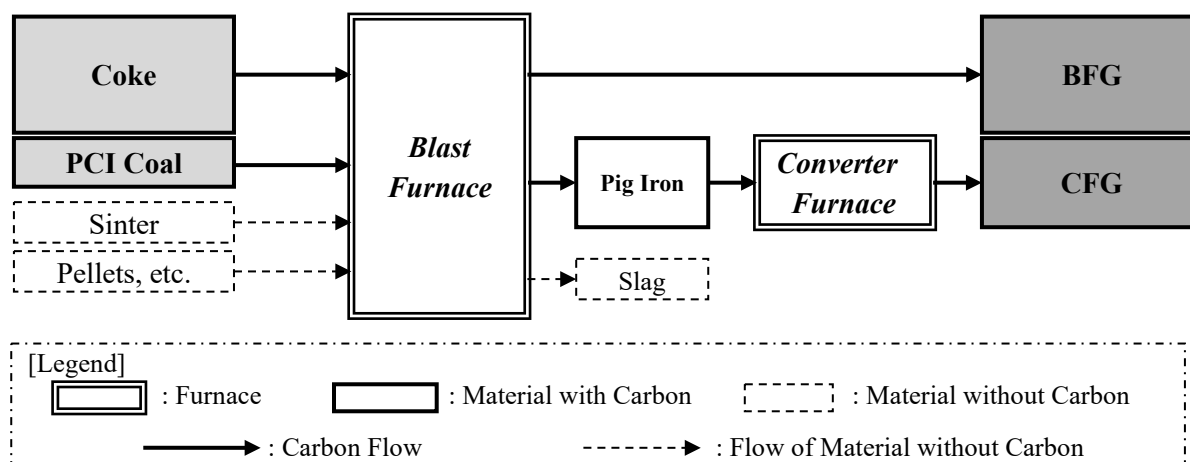 Coke
PCI Coal
Sinter
Pellets, etc.
Blast
Furnace
Pig Iron
Slag
Converter
Furnace
BFG
CFG
[Legend]
: Furnace
: Material with Carbon
: Material without Carbon
: Carbon Flow
: Flow of Material without Carbon